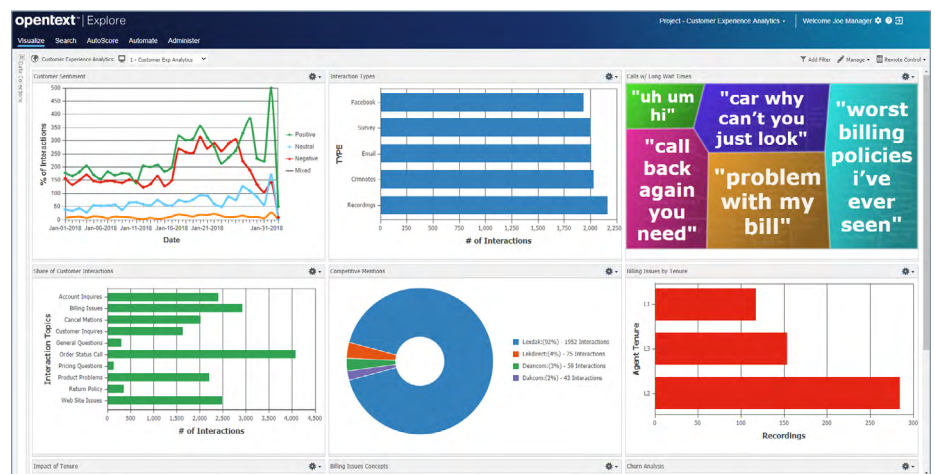 opentext™ | Explore
Project - Customer Experience Analytics
Welcome Joe Manager
Visualize Search AutoScore Automate Administer
Data Collections
Customer Experience Analytics: 1 - Customer Exp Analytics
Add Filter Manage Remote Control
Customer Sentiment
% of Interactions
500
450
400
350
300
250
200
150
100
50
0
Jan-01-2018 Jan-06-2018 Jan-11-2018 Jan-16-2018 Jan-21-2018 Jan-31-2018
Date
Positive
Neutral
Negative
Mixed
Interaction Types
TYPE
Facebook
Survey
Email
Crmnotes
Recordings
0 250 500 750 1,000 1,250 1,500 1,750 2,000 2,250
# of Interactions
Calls w/ Long Wait Times
"uh um
hi"
"car why
can't you
just look"
"worst
billing
policies
i've
ever
seen"
"call
back
again
you
need"
"problem
with my
bill"
Share of Customer Interactions
Interaction Topics
Account Inquires
Billing Issues
Cancel Metions
Customer Inquires
General Questions
Order Status Call
Pricing Questions
Product Problems
Return Policy
Web Site Issues
0 500 1,000 1,500 2,000 2,500 3,000 3,500 4,000 4,500
# of Interactions
Competitive Mentions
Lexdak:(92%) - 1952 Interactions
Lekdirect:(4%) - 75 Interactions
Deancom:(3%) - 59 Interactions
Dakcom:(2%) - 43 Interactions
Billing Issues by Tenure
Agent Tenure
L1
L3
L2
0 50 100 150 200 250 300
Recordings
Impact of Tenure
Billing Issues Concepts
Churn Analysis